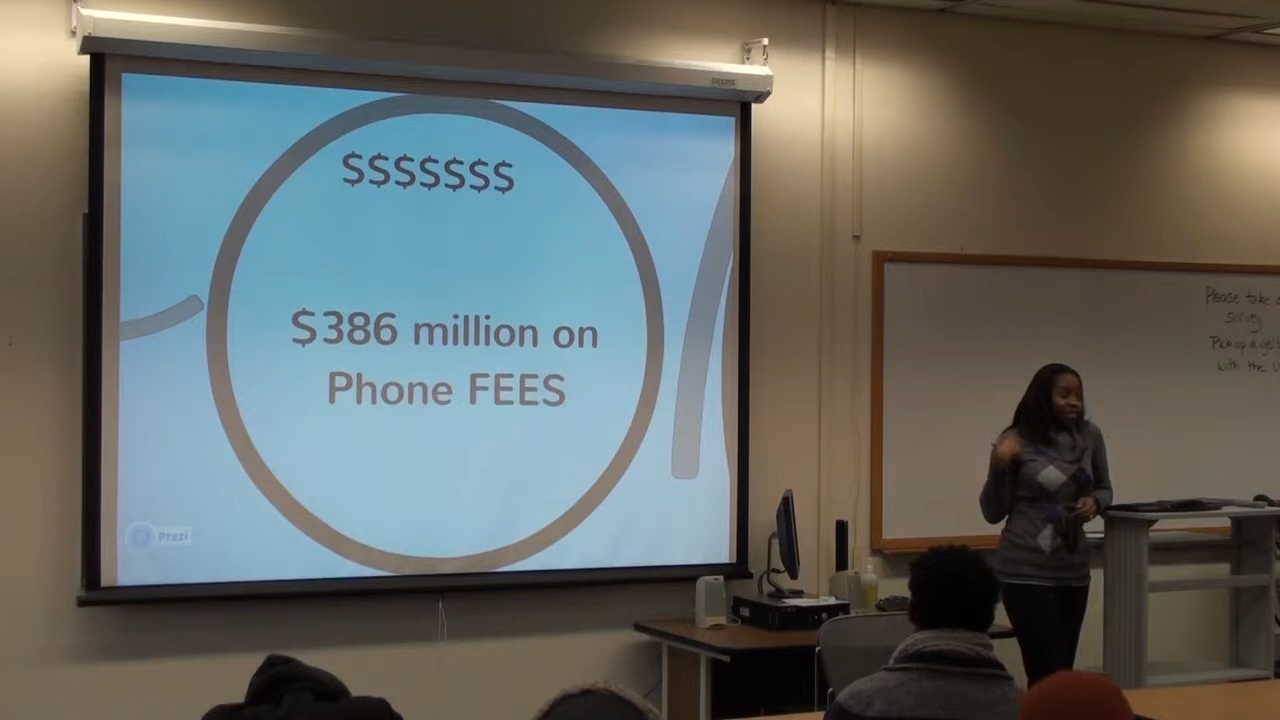 $$$$$$$
$386 million on
Phone FEES
Prezi
Please take
survey
Pick up a
with the